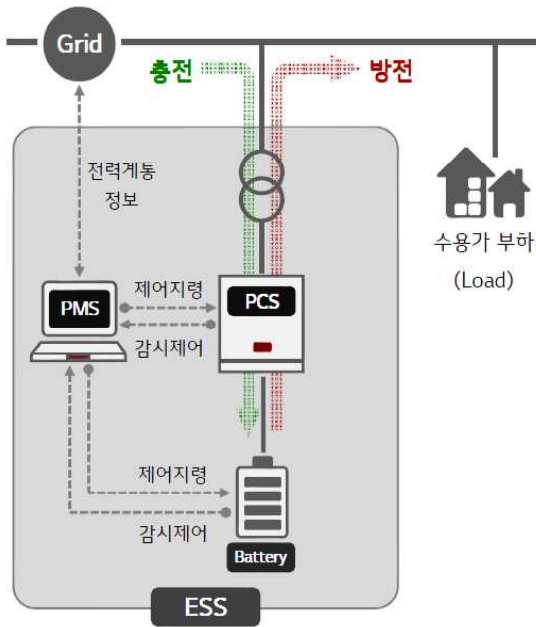 Grid
충전
방전
전력계통
정보
수용가 부하
(Load)
PMS
제어지령
PCS
감시제어
제어지령
감시제어
Battery
ESS